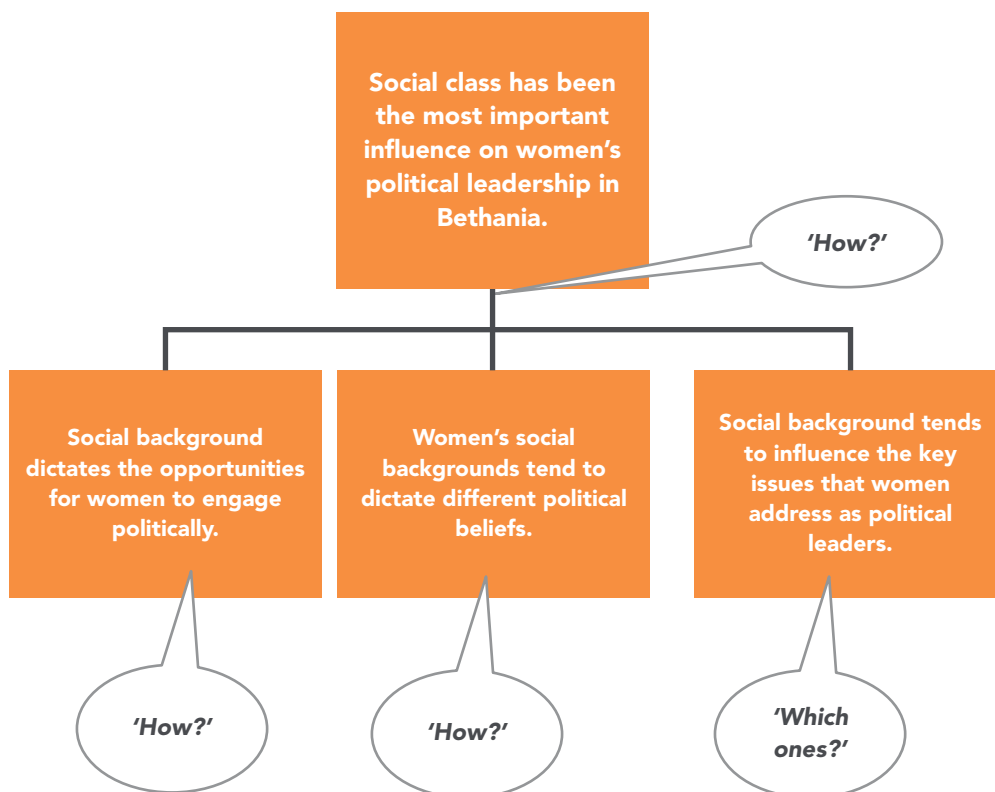 Social class has been
the most important
influence on women’s
political leadership in
Bethania.
‘How?’
Social background
dictates the opportunities
for women to engage
politically.
Women’s social
backgrounds tend to
dictate different political
beliefs.
Social background tends
to influence the key
issues that women
address as political
leaders.
‘How?’
‘How?’
‘Which
ones?’